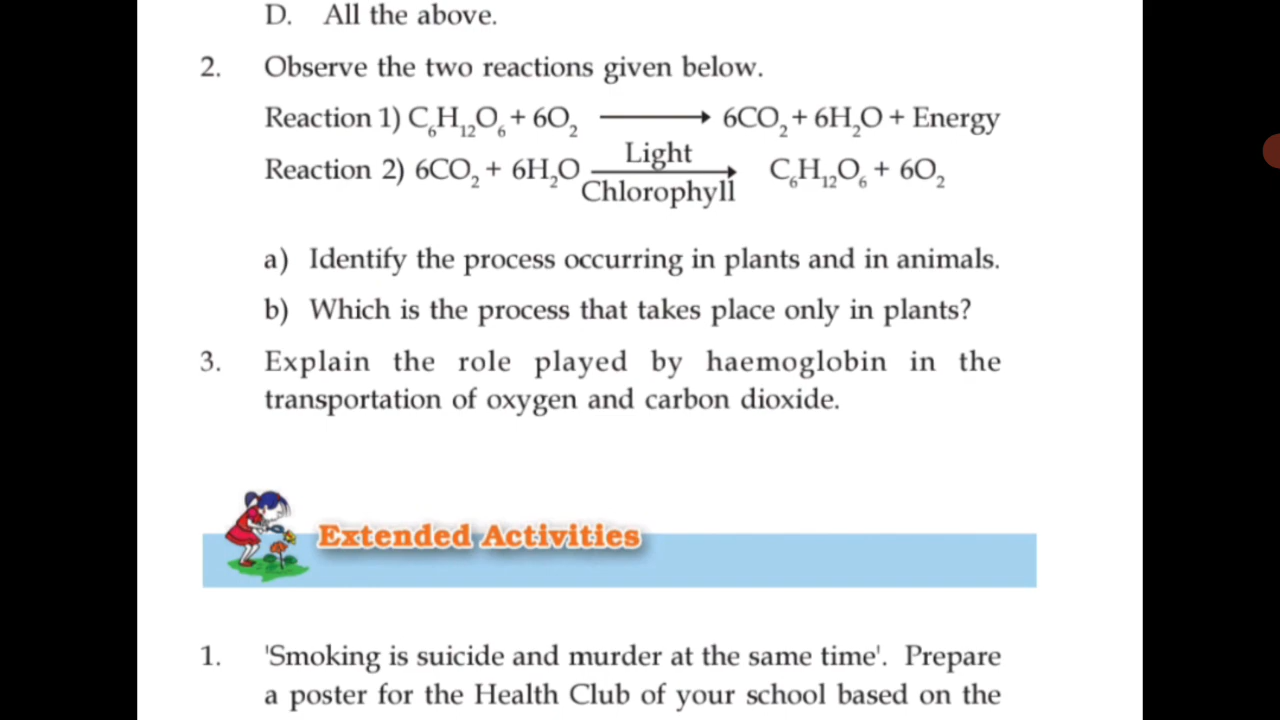 D. All the above.
2. Observe the two reactions given below.
Reaction 1) C₆H₁₂O₆ + 6O₂ ⟶ 6CO₂ + 6H₂O + Energy
Light
Reaction 2) 6CO₂ + 6H₂O ⟶ C₆H₁₂O₆ + 6O₂
Chlorophyll
a) Identify the process occurring in plants and in animals.
b) Which is the process that takes place only in plants?
3. Explain the role played by haemoglobin in the
transportation of oxygen and carbon dioxide.
Extended Activities
1. 'Smoking is suicide and murder at the same time'. Prepare
a poster for the Health Club of your school based on the